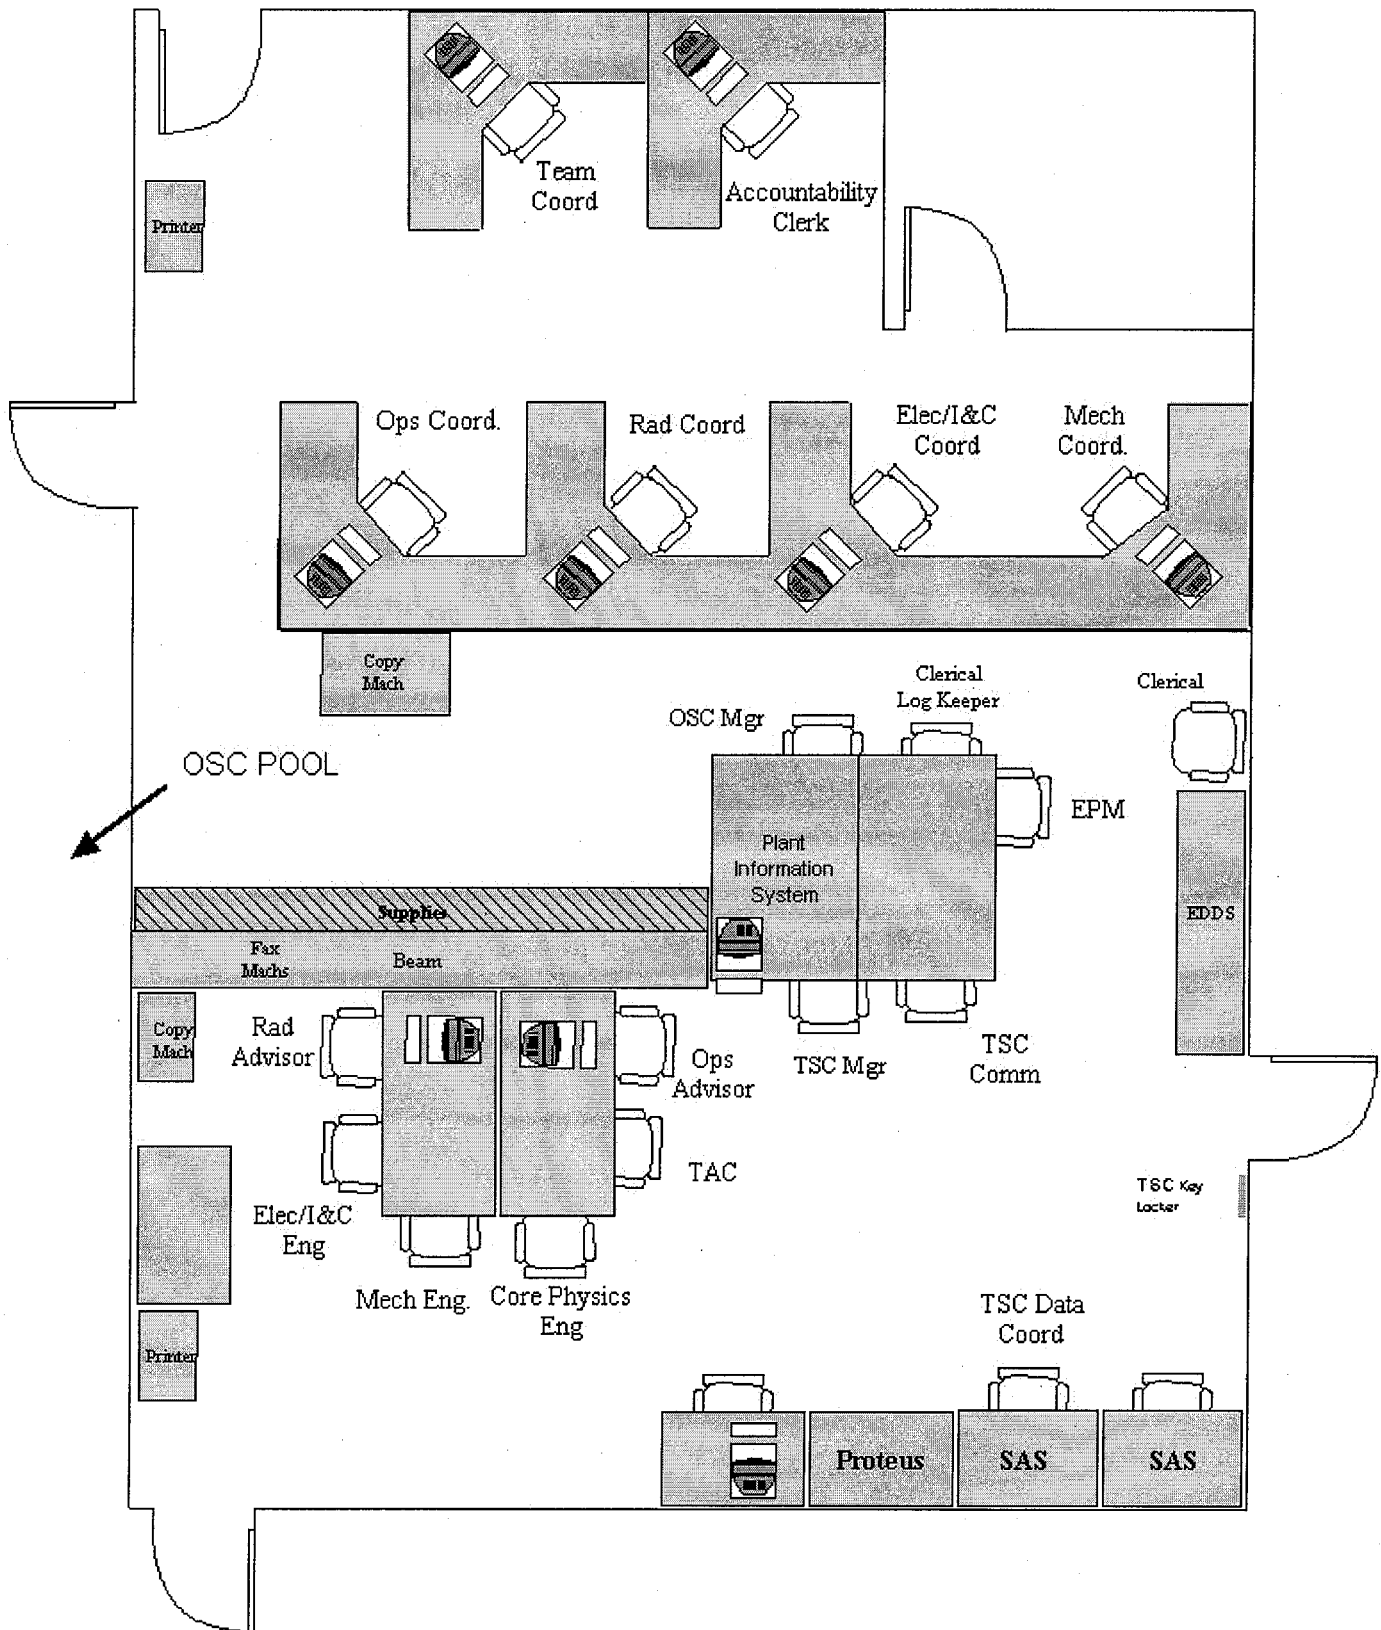 Team
Coord
Accountability
Clerk
Printer
Ops Coord.
Rad Coord
Elec/I&C
Coord
Mech
Coord.
Copy
Mach
OSC Mgr
Clerical
Log Keeper
Clerical
OSC POOL
EPM
Plant
Information
System
Supplies
EDDS
Fax
Machs
Beam
Copy
Mach
Rad
Advisor
Ops
Advisor
TSC Mgr
TSC
Comm
TAC
TSC Key
Locker
Elec/I&C
Eng
Mech Eng.
Core Physics
Eng
TSC Data
Coord
Printer
Proteus
SAS
SAS